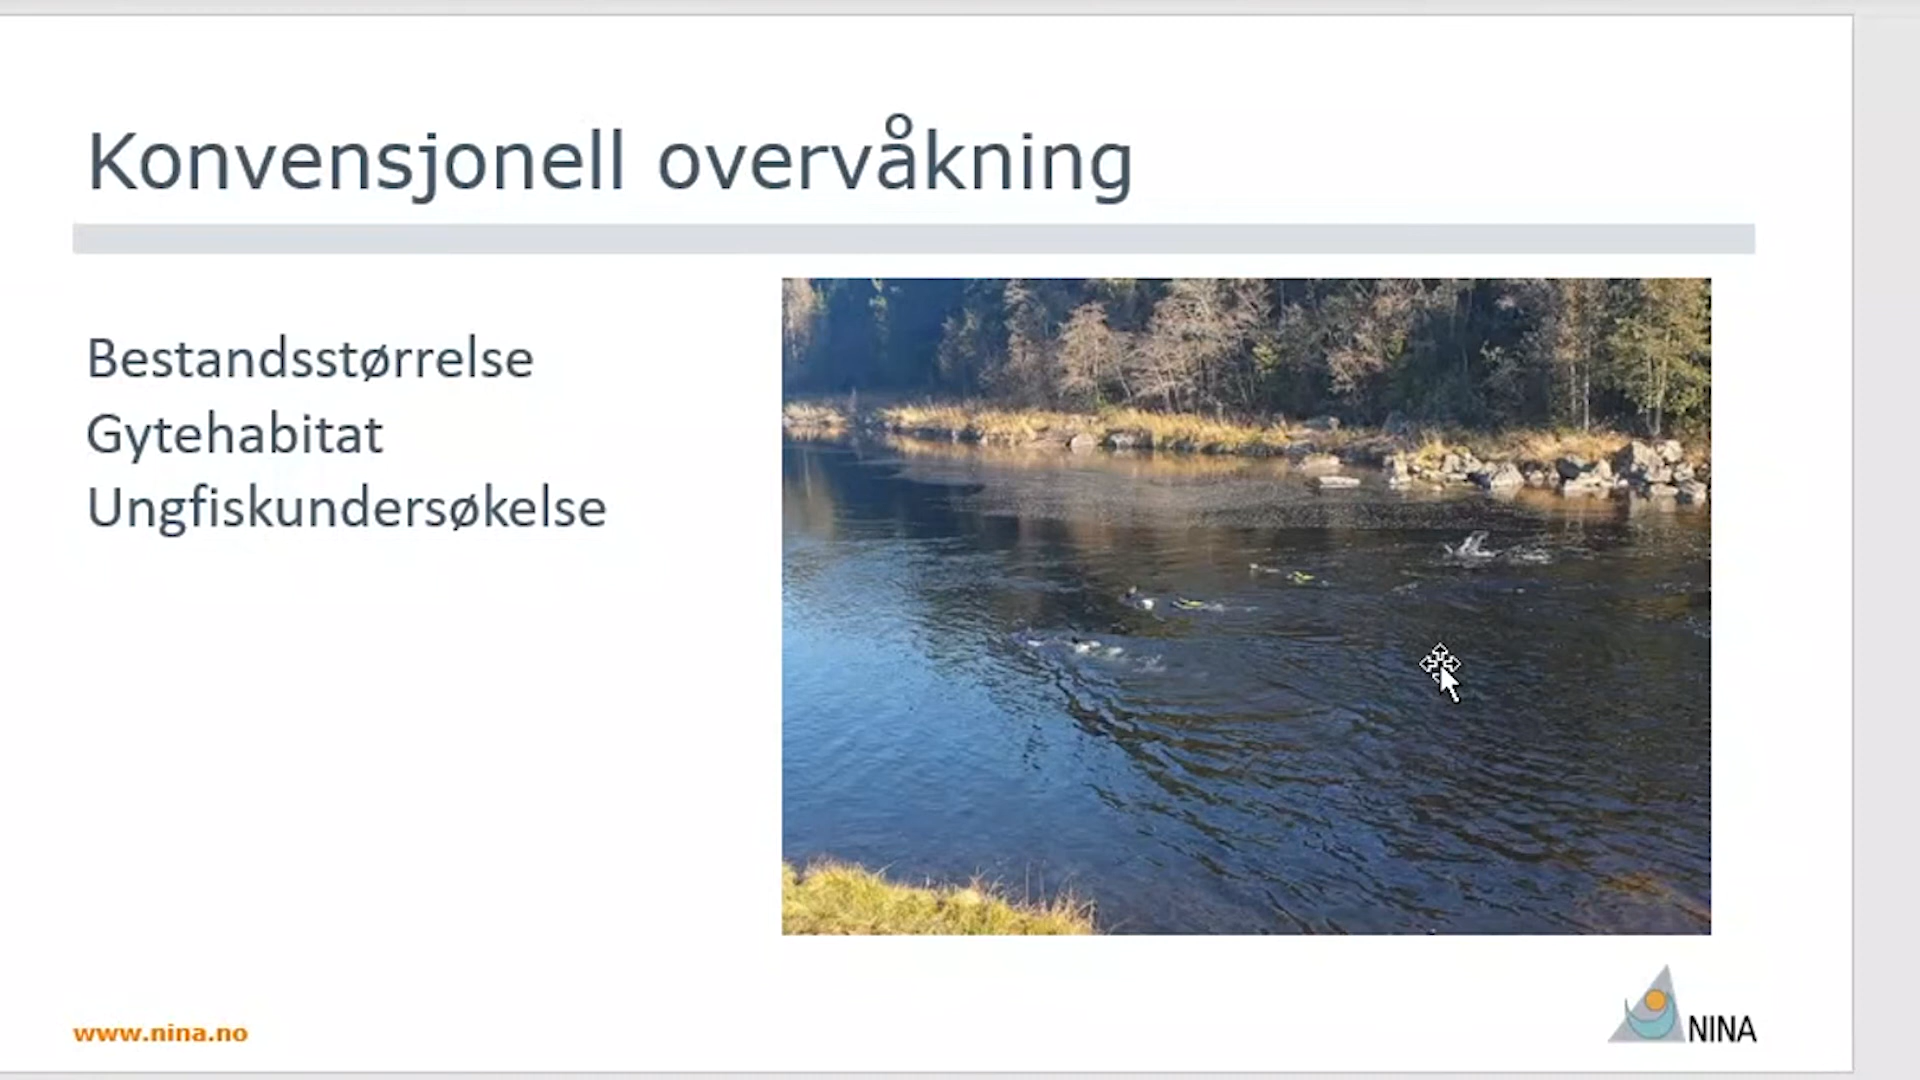 Konvensjonell overvåkning
Bestandsstørrelse
Gytehabitat
Ungfiskundersøkelse
www.nina.no
NINA